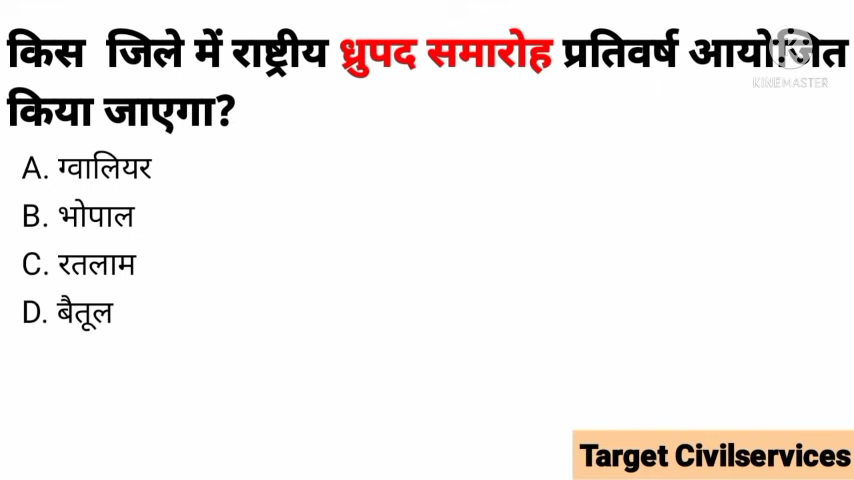 किस जिले में राष्ट्रीय ध्रुपद समारोह प्रतिवर्ष आयोजित
KINEMASTER
किया जाएगा?
A. ग्वालियर
B. भोपाल
C. रतलाम
D. बैतूल
Target Civilservices